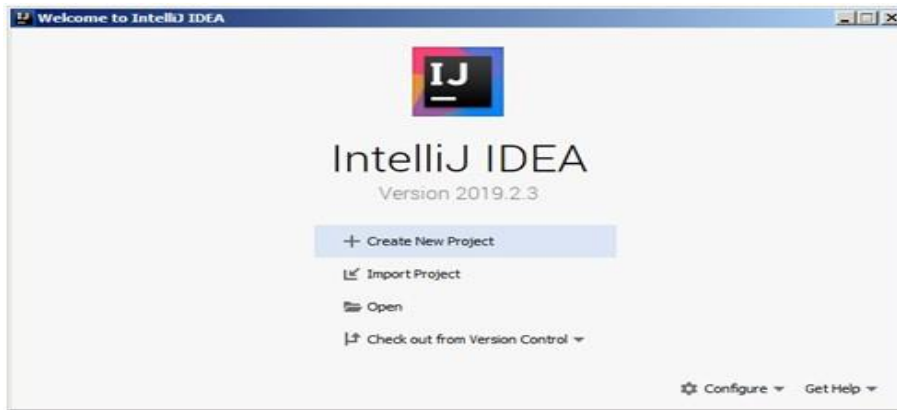 Welcome to IntelliJ IDEA
IJ
IntelliJ IDEA
Version 2019.2.3
Create New Project
Import Project
Open
Check out from Version Control
Configure Get Help